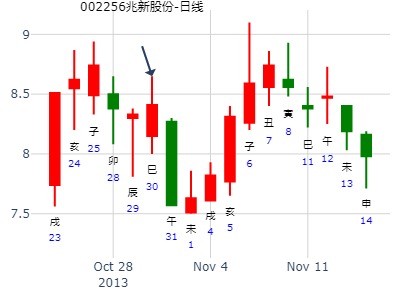 002256兆新股份-日线
9
8.5
8
7.5
戌
23
亥
24
子
25
卯
28
辰
29
巳
30
午
31
未
1
戌
4
亥
5
子
6
丑
7
寅
8
巳
11
午
12
未
13
申
14
Oct 28
2013
Nov 4
Nov 11